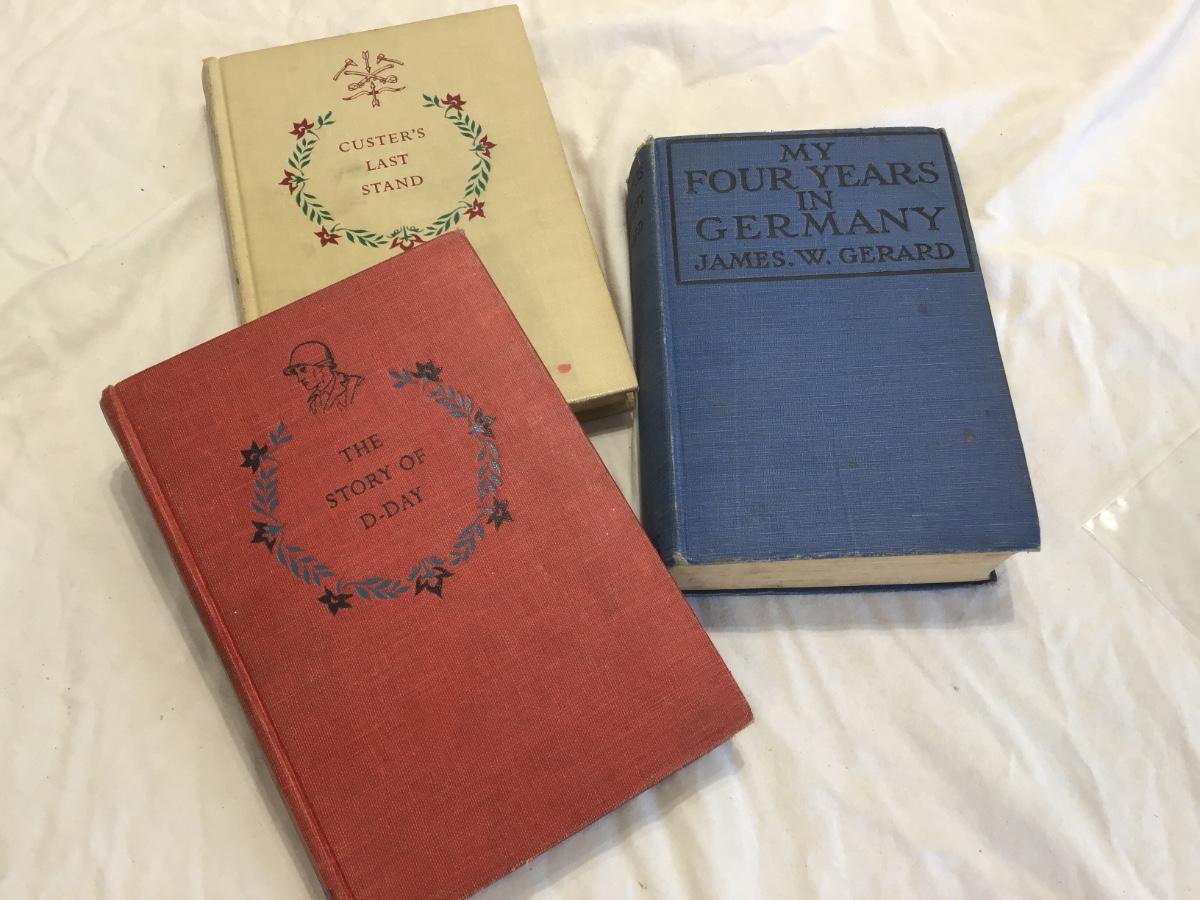 CUSTER'S
LAST
STAND
THE
STORY OF
D-DAY
MY
FOUR YEARS
IN
GERMANY
JAMES. W. GERARD